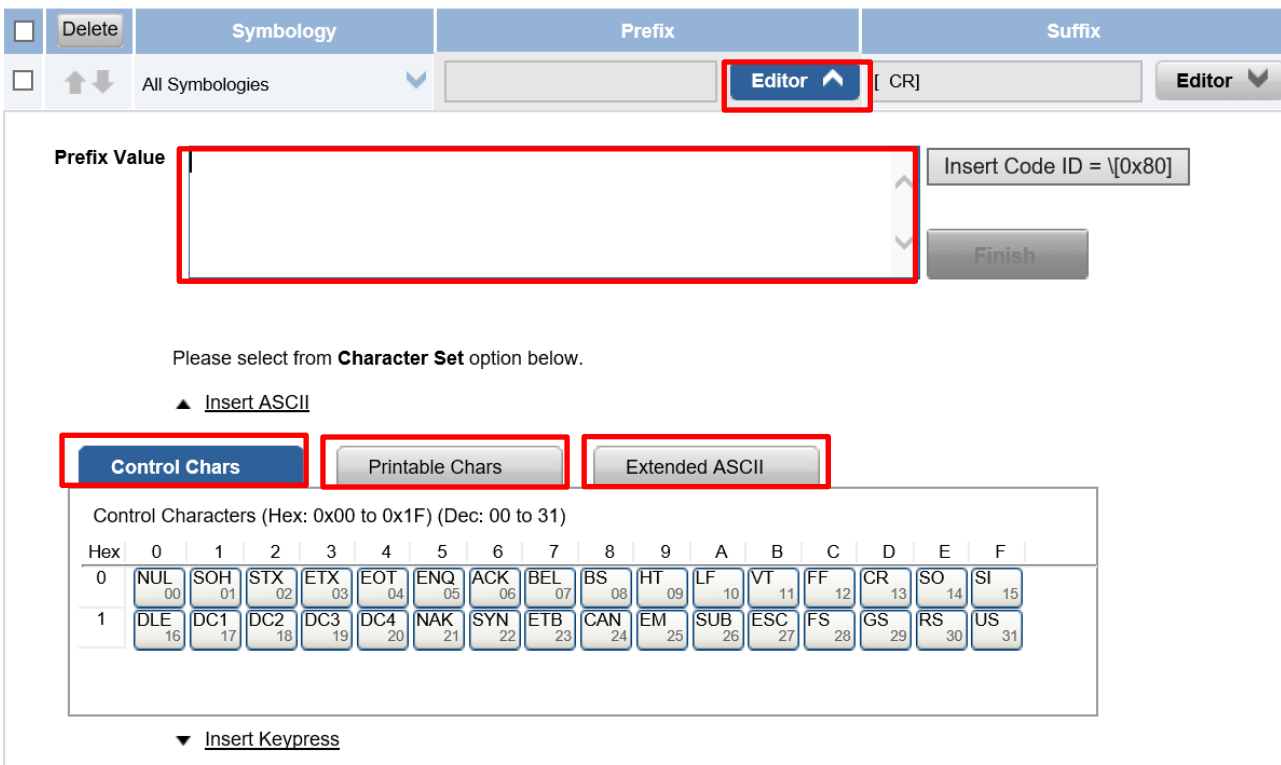 Delete Symbology Prefix Suffix
All Symbologies Editor [ CR] Editor
Prefix Value
Insert Code ID = \[0x80]
Finish
Please select from Character Set option below.
Insert ASCII
Control Chars Printable Chars Extended ASCII
Control Characters (Hex: 0x00 to 0x1F) (Dec: 00 to 31)
Hex 0 1 2 3 4 5 6 7 8 9 A B C D E F
0 NUL 00 SOH 01 STX 02 ETX 03 EOT 04 ENQ 05 ACK 06 BEL 07 BS 08 HT 09 LF 10 VT 11 FF 12 CR 13 SO 14 SI 15
1 DLE 16 DC1 17 DC2 18 DC3 19 DC4 20 NAK 21 SYN 22 ETB 23 CAN 24 EM 25 SUB 26 ESC 27 FS 28 GS 29 RS 30 US 31
Insert Keypress